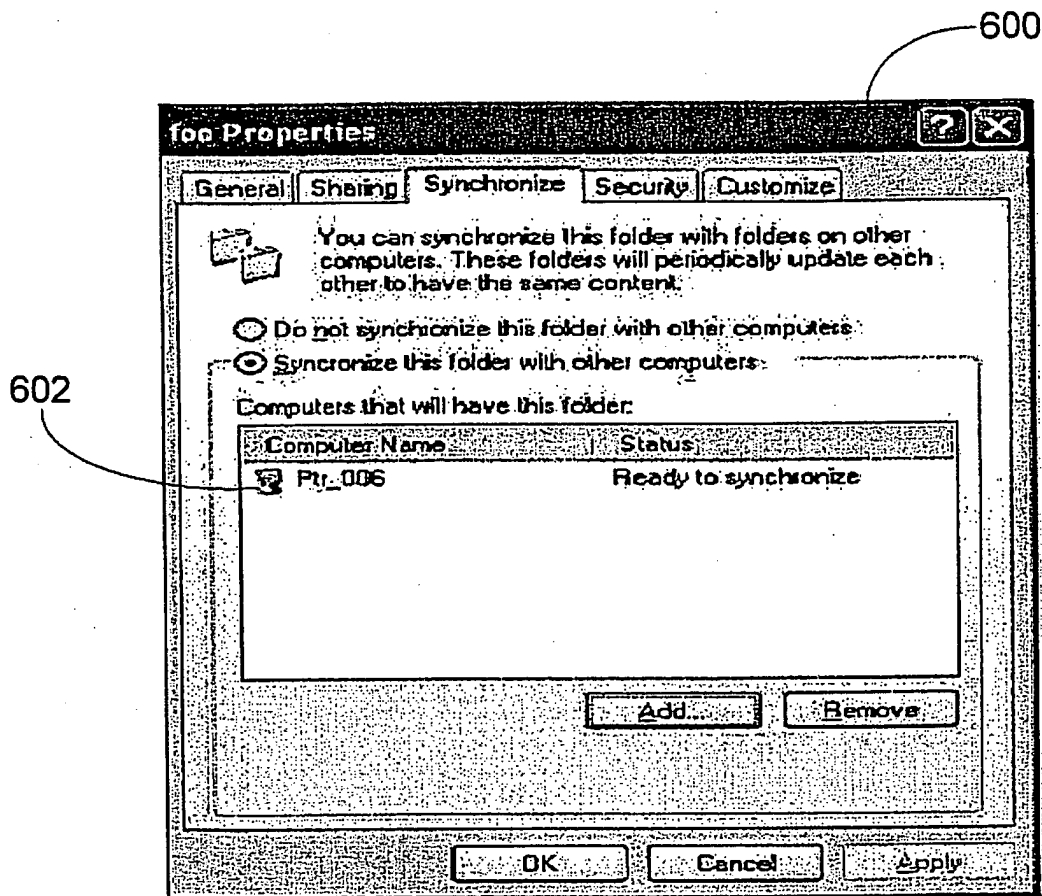 600
foo Properties
General Sharing Synchronize Security Customize
You can synchronize this folder with folders on other
computers. These folders will periodically update each
other to have the same content.
Do not synchronize this folder with other computers
Syncronize this folder with other computers
602
Computers that will have this folder:
Computer Name Status
Ptr_006 Ready to synchronize
Add... Remove
OK Cancel Apply